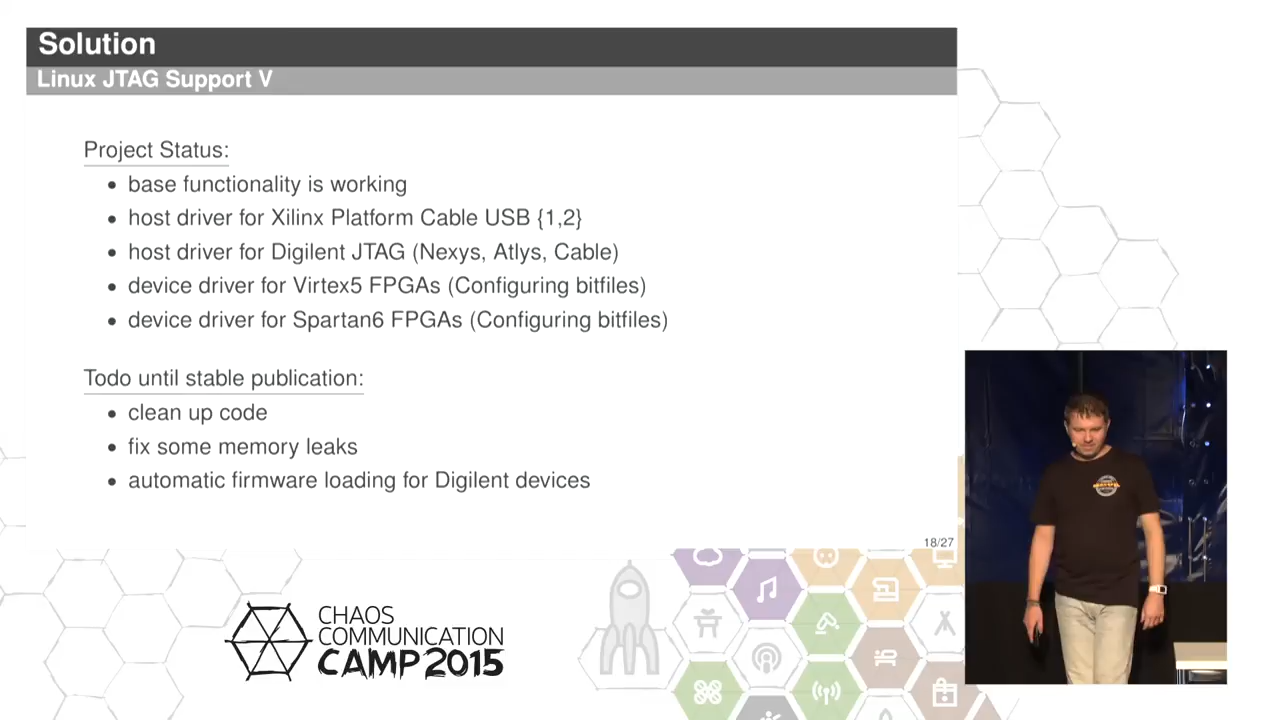 Solution
Linux JTAG Support V
Project Status:
• base functionality is working
• host driver for Xilinx Platform Cable USB {1,2}
• host driver for Digilent JTAG (Nexys, Atlys, Cable)
• device driver for Virtex5 FPGAs (Configuring bitfiles)
• device driver for Spartan6 FPGAs (Configuring bitfiles)
Todo until stable publication:
• clean up code
• fix some memory leaks
• automatic firmware loading for Digilent devices
18/27
CHAOS
COMMUNICATION
CAMP 2015